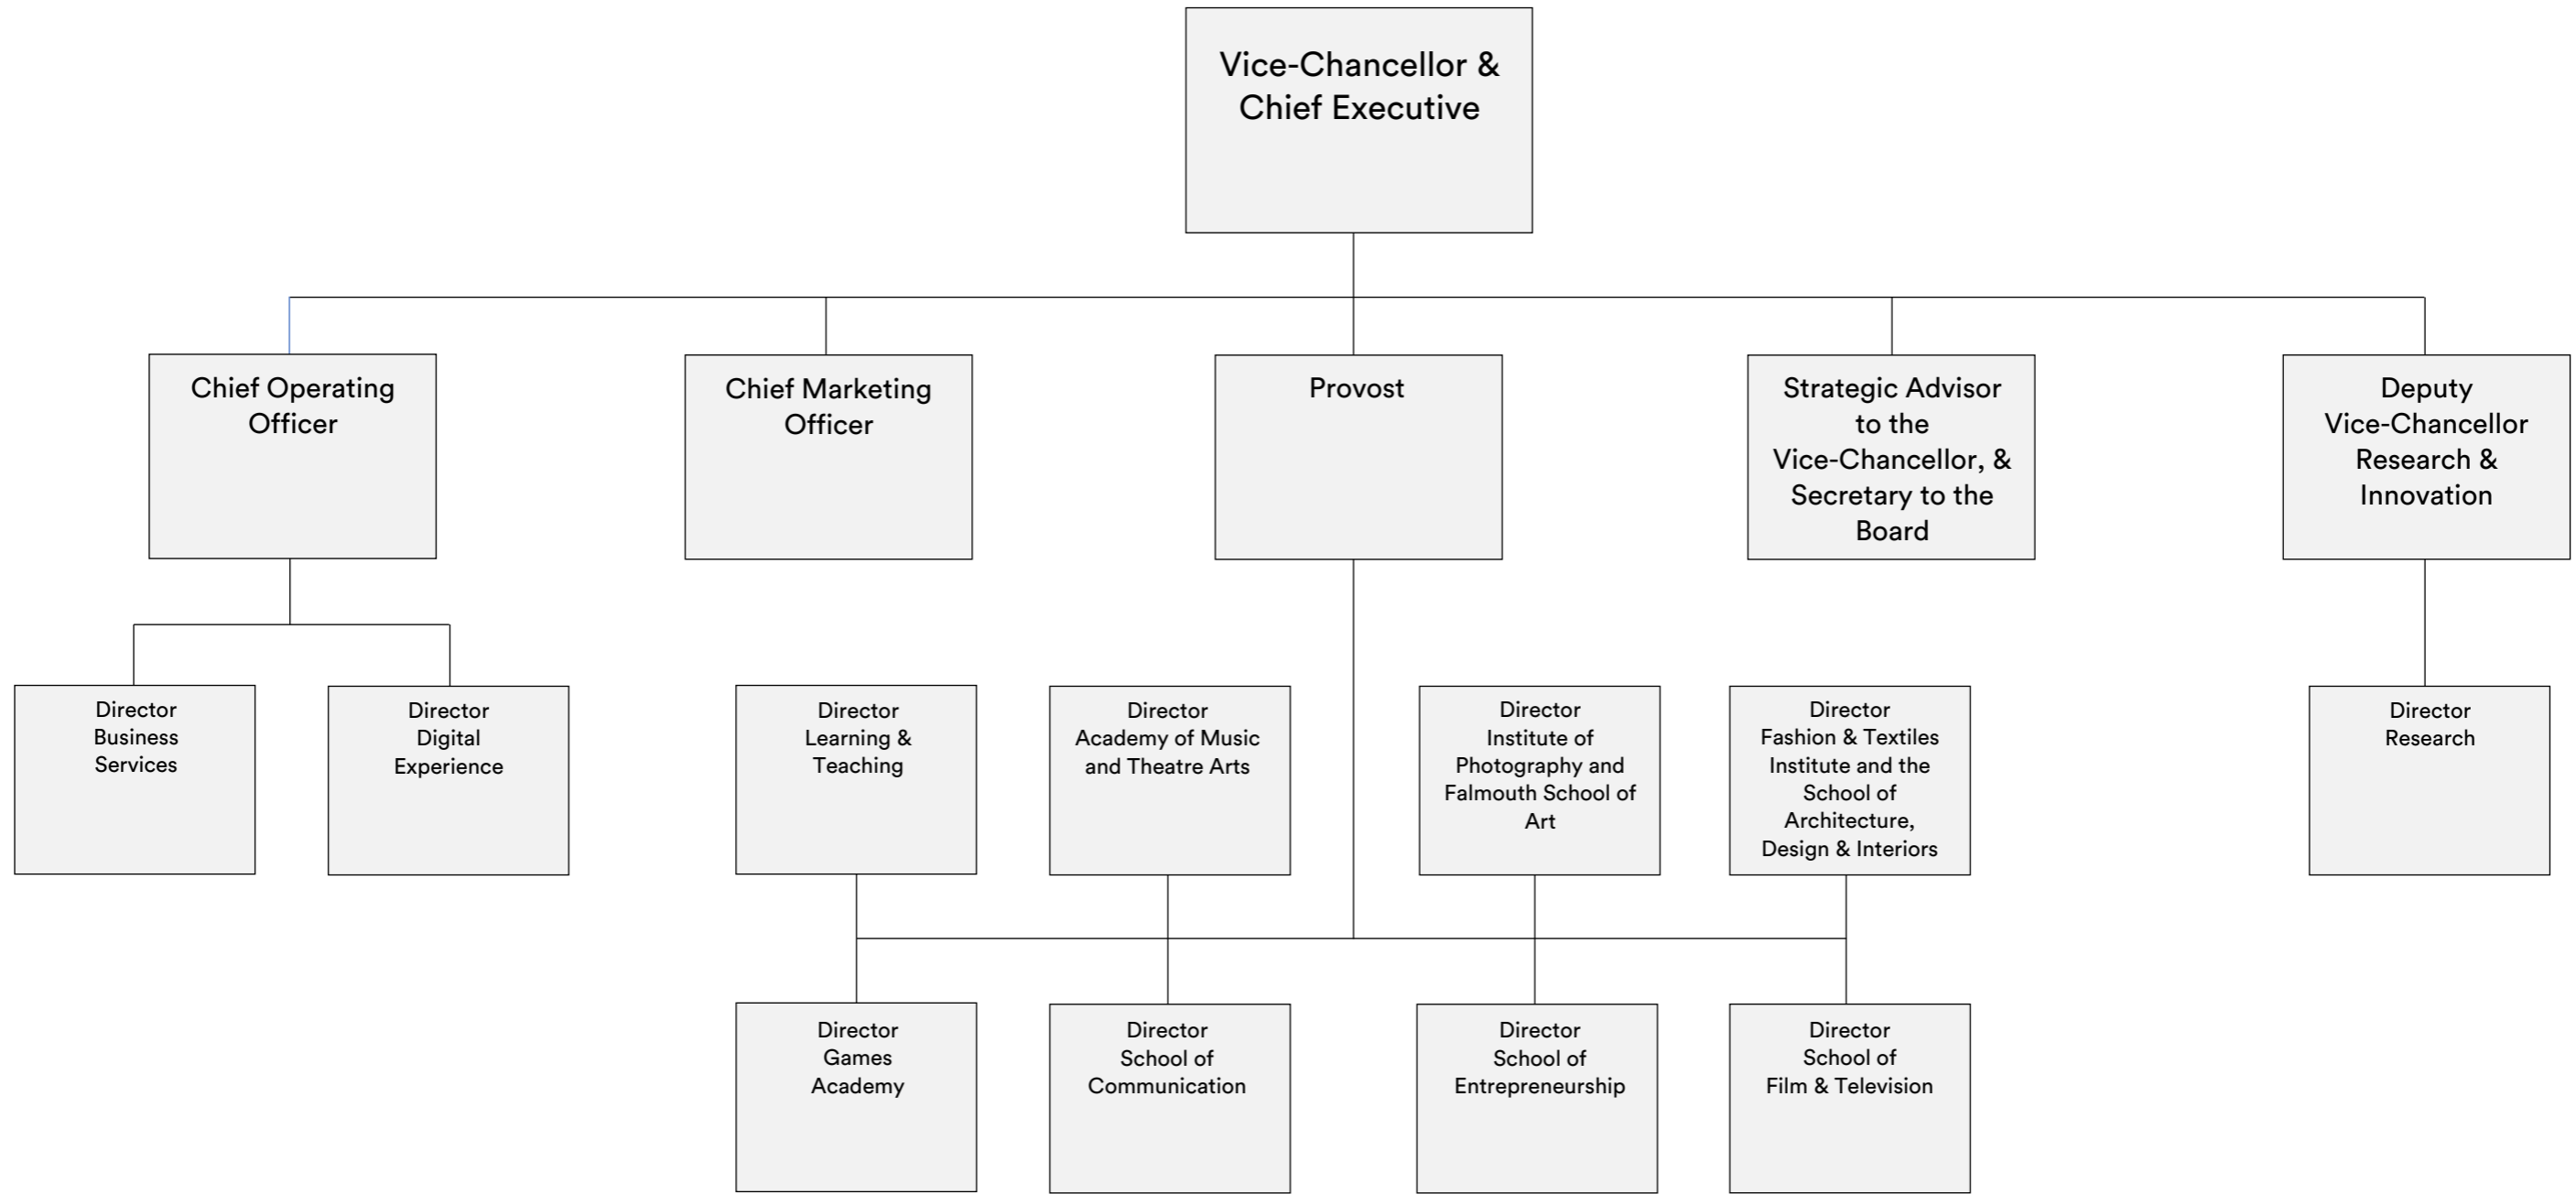 Vice-Chancellor &
Chief Executive
Chief Operating
Officer
Chief Marketing
Officer
Provost
Strategic Advisor
to the
Vice-Chancellor, &
Secretary to the
Board
Deputy
Vice-Chancellor
Research &
Innovation
Director
Business
Services
Director
Digital
Experience
Director
Learning &
Teaching
Director
Academy of Music
and Theatre Arts
Director
Institute of
Photography and
Falmouth School of
Art
Director
Fashion & Textiles
Institute and the
School of
Architecture,
Design & Interiors
Director
Research
Director
Games
Academy
Director
School of
Communication
Director
School of
Entrepreneurship
Director
School of
Film & Television